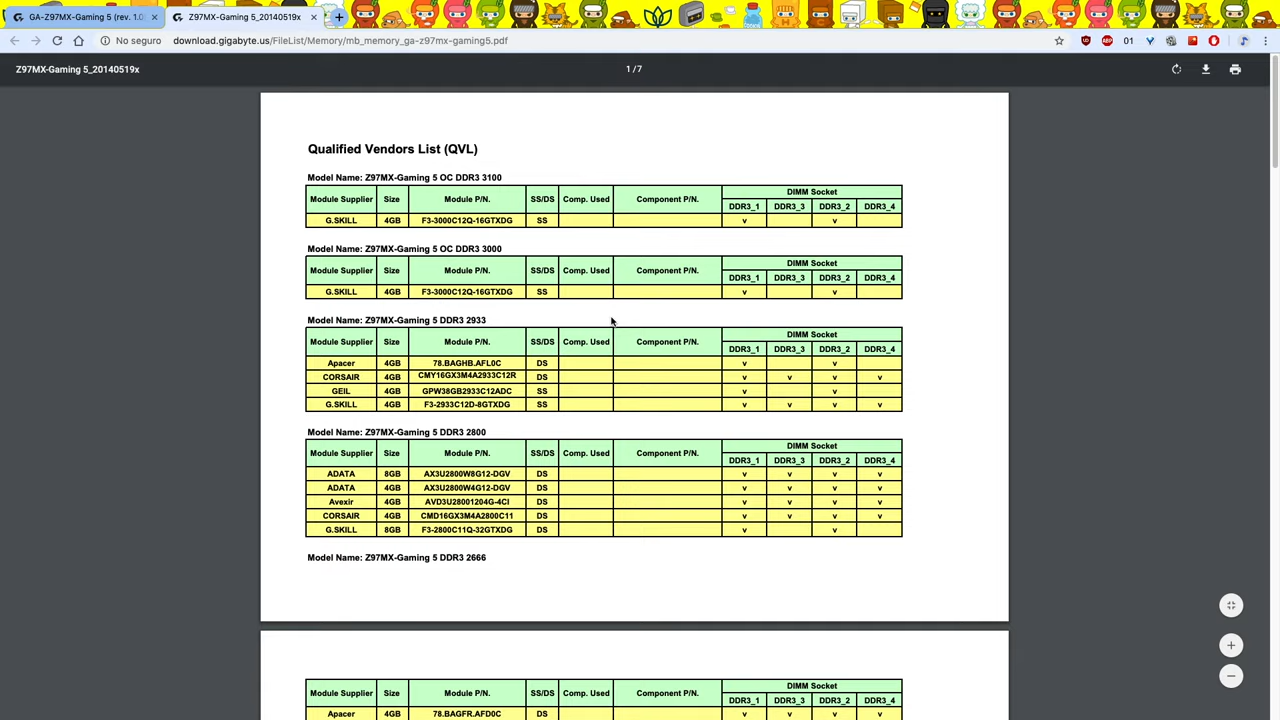 GA-Z97MX-Gaming 5 (rev. 1.0
Z97MX-Gaming 5_20140519x
No seguro
download.gigabyte.us/FileList/Memory/mb_memory_ga-z97mx-gaming5.pdf
01
Z97MX-Gaming 5_20140519x
1 / 7
Qualified Vendors List (QVL)
Model Name: Z97MX-Gaming 5 OC DDR3 3100
Module Supplier Size Module P/N. SS/DS Comp. Used Component P/N. DIMM Socket
DDR3_1 DDR3_3 DDR3_2 DDR3_4
G.SKILL 4GB F3-3000C12Q-16GTXDG SS v v
Model Name: Z97MX-Gaming 5 OC DDR3 3000
Module Supplier Size Module P/N. SS/DS Comp. Used Component P/N. DIMM Socket
DDR3_1 DDR3_3 DDR3_2 DDR3_4
G.SKILL 4GB F3-3000C12Q-16GTXDG SS v v
Model Name: Z97MX-Gaming 5 DDR3 2933
Module Supplier Size Module P/N. SS/DS Comp. Used Component P/N. DIMM Socket
DDR3_1 DDR3_3 DDR3_2 DDR3_4
Apacer 4GB 78.BAGHB.AFL0C DS v v
CORSAIR 4GB CMY16GX3M4A2933C12R DS v v v v
GEIL 4GB GPW38GB2933C12ADC SS v v
G.SKILL 4GB F3-2933C12D-8GTXDG SS v v v v
Model Name: Z97MX-Gaming 5 DDR3 2800
Module Supplier Size Module P/N. SS/DS Comp. Used Component P/N. DIMM Socket
DDR3_1 DDR3_3 DDR3_2 DDR3_4
ADATA 8GB AX3U2800W8G12-DGV DS v v v v
ADATA 4GB AX3U2800W4G12-DGV DS v v v v
Avexir 4GB AVD3U28001204G-4CI DS v v v v
CORSAIR 4GB CMD16GX3M4A2800C11 DS v v v v
G.SKILL 8GB F3-2800C11Q-32GTXDG DS v v
Model Name: Z97MX-Gaming 5 DDR3 2666
Module Supplier Size Module P/N. SS/DS Comp. Used Component P/N. DIMM Socket
DDR3_1 DDR3_3 DDR3_2 DDR3_4
Apacer 4GB 78.BAGFR.AFD0C DS v v v v